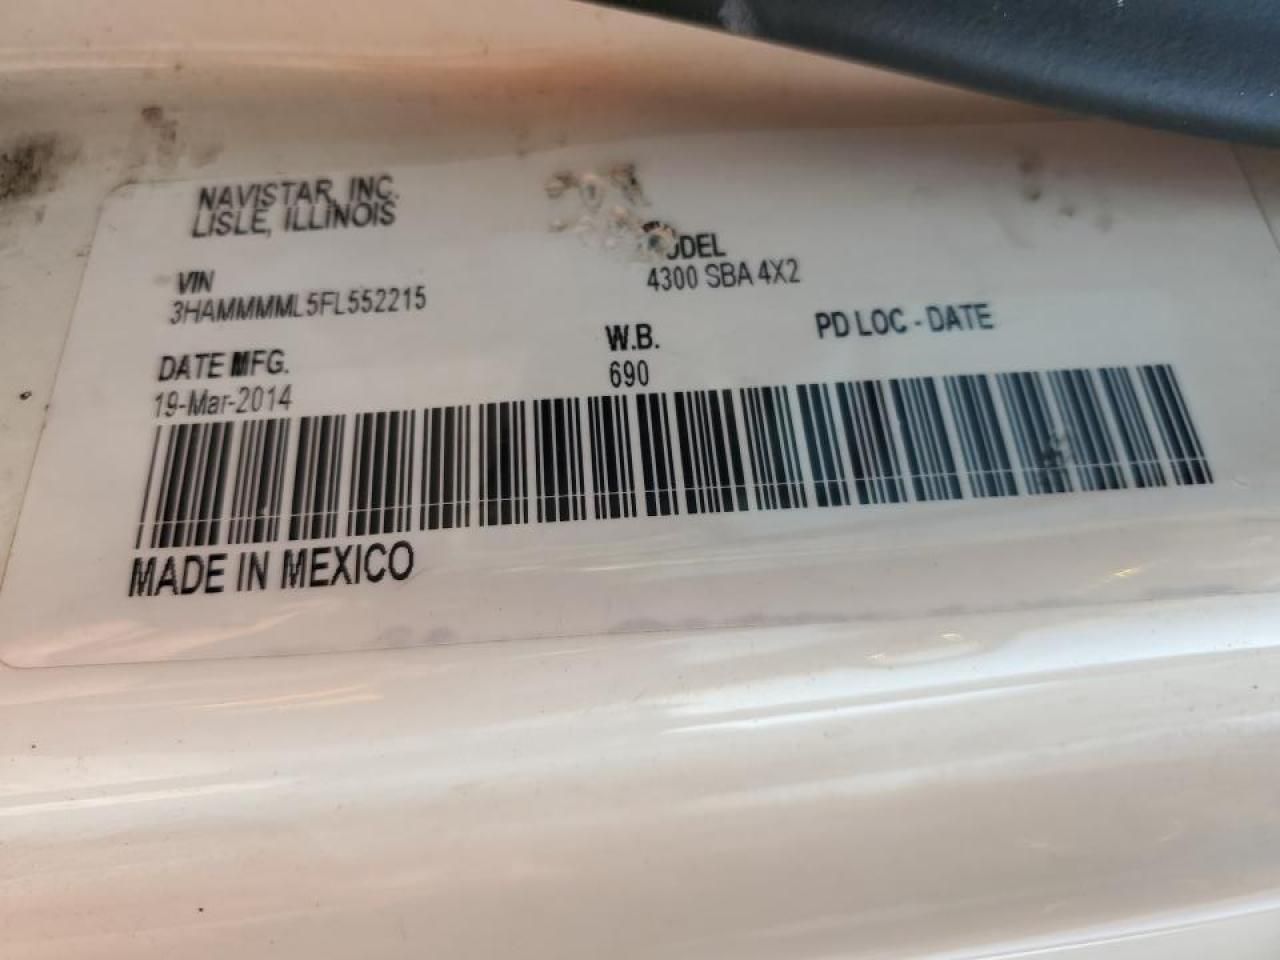 NAVISTAR, INC.
LISLE, ILLINOIS
MODEL
4300 SBA 4X2
VIN
3HAMMMML5FL552215
W.B.
690
PD LOC - DATE
DATE MFG.
19-Mar-2014
MADE IN MEXICO